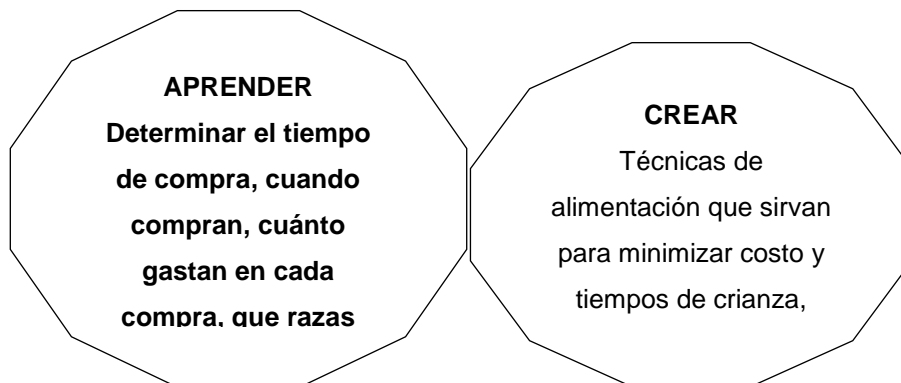 APRENDER
Determinar el tiempo
de compra, cuando
compran, cuánto
gastan en cada
compra, que razas
CREAR
Técnicas de
alimentación que sirvan
para minimizar costo y
tiempos de crianza,